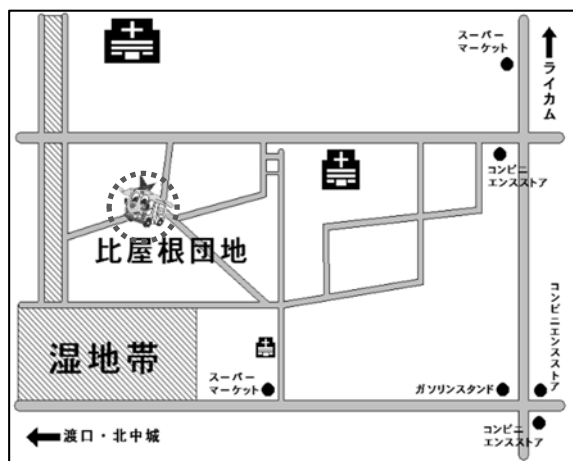 スーパー
マーケット
ライカム
コンビニ
エンスストア
比屋根団地
湿地帯
スーパー
マーケット
ガソリンスタンド
コンビニエンスストア
渡口・北中城
コンビニ
エンスストア